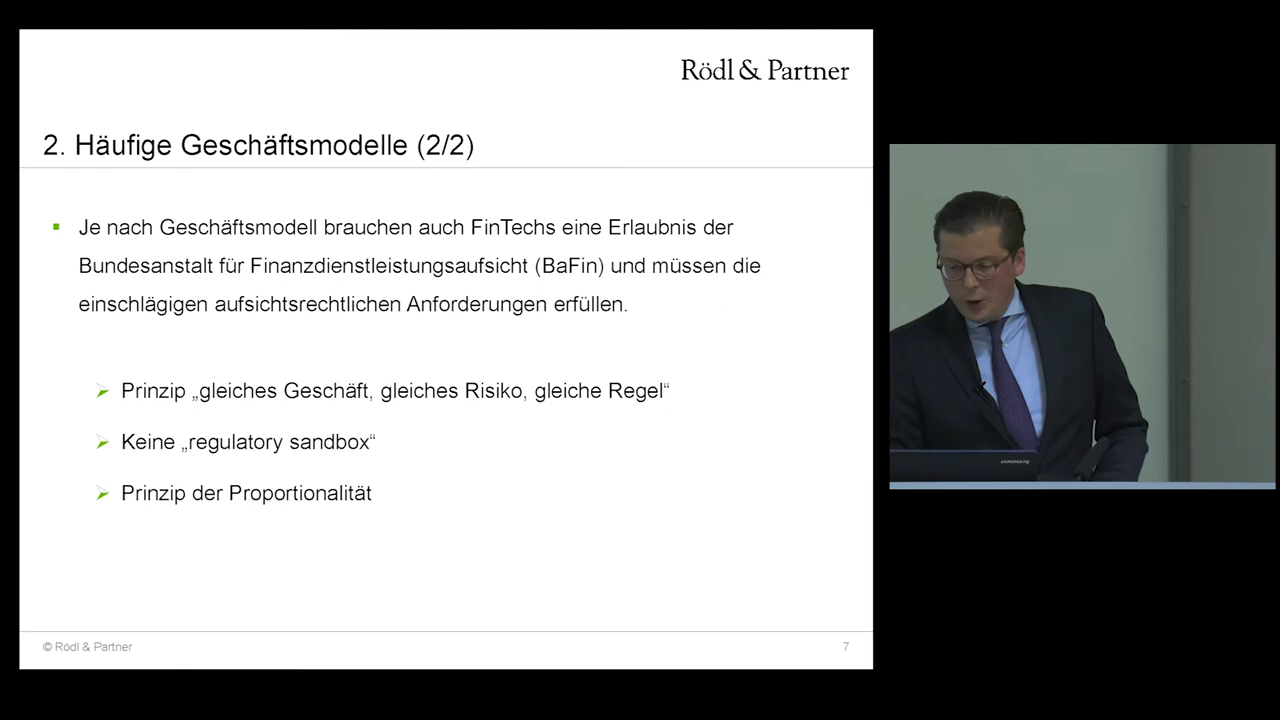 Rödl & Partner
2. Häufige Geschäftsmodelle (2/2)
Je nach Geschäftsmodell brauchen auch FinTechs eine Erlaubnis der
Bundesanstalt für Finanzdienstleistungsaufsicht (BaFin) und müssen die
einschlägigen aufsichtsrechtlichen Anforderungen erfüllen.
Prinzip „gleiches Geschäft, gleiches Risiko, gleiche Regel“
Keine „regulatory sandbox“
Prinzip der Proportionalität
© Rödl & Partner
7
lenovo